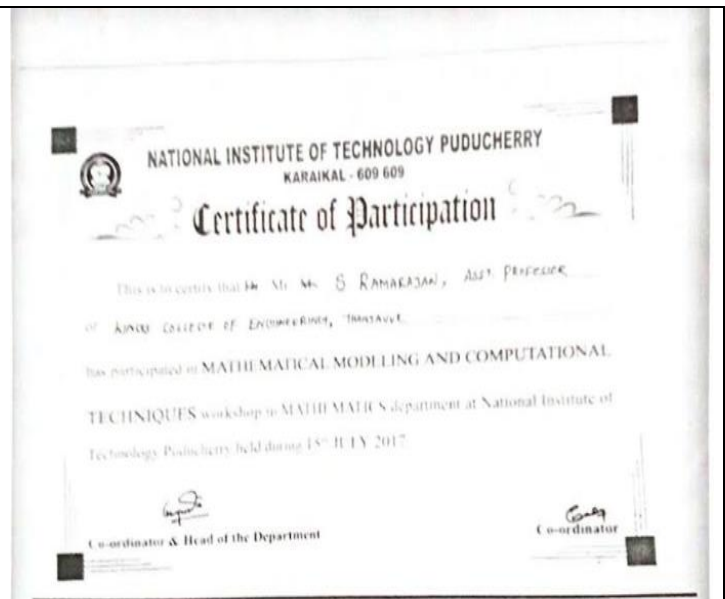 NATIONAL INSTITUTE OF TECHNOLOGY PUDUCHERRY
KARAIKAL - 609 609
Certificate of Participation
This is to certify that Mr S RAMARAJAN, ASST. PROFESSOR
of KINGS COLLEGE OF ENGINEERING, THANJAVUR
has participated in MATHEMATICAL MODELING AND COMPUTATIONAL
TECHNIQUES workshop in MATHEMATICS department at National Institute of
Technology Puducherry held during 15th JULY 2017
Co-ordinator & Head of the Department
Co-ordinator